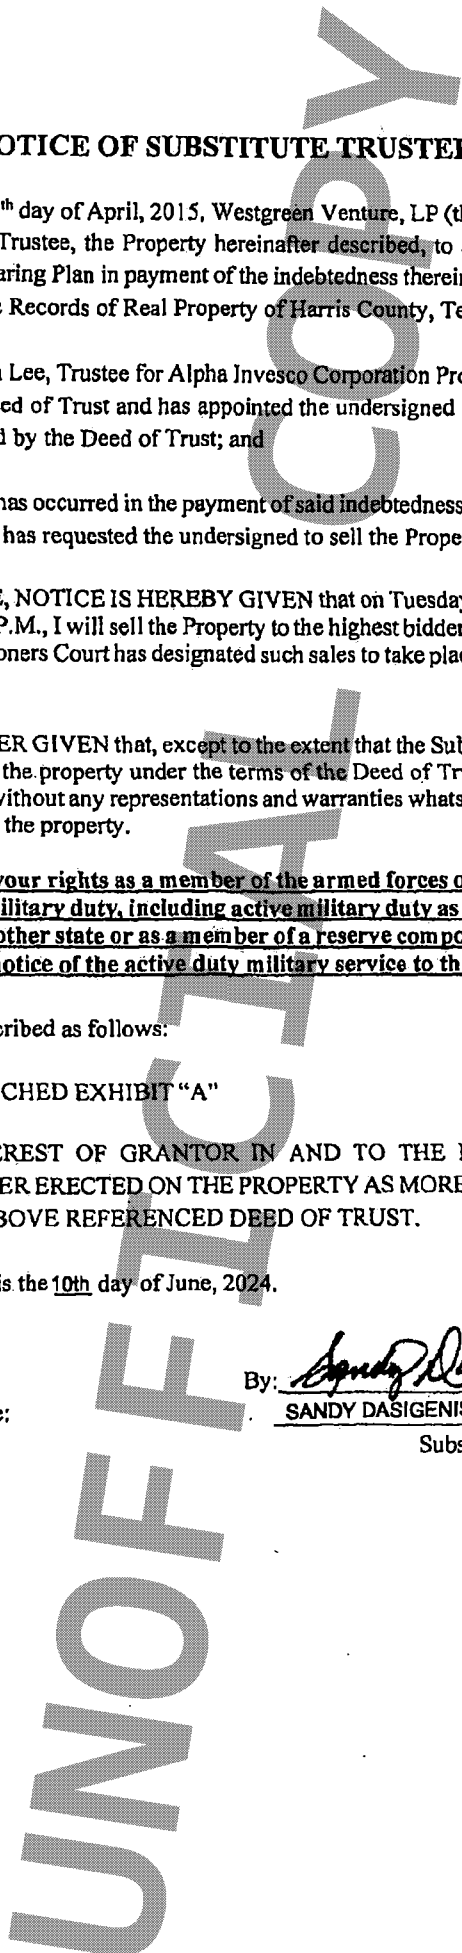 OTICE OF SUBSTITUTE TRUSTEE
th day of April, 2015, Westgreen Venture, LP (th
Trustee, the Property hereinafter described, to
aring Plan in payment of the indebtedness therein
Records of Real Property of Harris County, Te
Lee, Trustee for Alpha Invesco Corporation Pro
ed of Trust and has appointed the undersigned
d by the Deed of Trust; and
has occurred in the payment of said indebtedness
has requested the undersigned to sell the Prope
E, NOTICE IS HEREBY GIVEN that on Tuesday
P.M., I will sell the Property to the highest bidder
oners Court has designated such sales to take plac
ER GIVEN that, except to the extent that the Sub
the property under the terms of the Deed of Tr
without any representations and warranties whats
the property.
your rights as a member of the armed forces o
ilitary duty, including active military duty as
other state or as a member of a reserve compo
notice of the active duty military service to th
cribed as follows:
CHED EXHIBIT “A”
EREST OF GRANTOR IN AND TO THE
ER ERECTED ON THE PROPERTY AS MORE
BOVE REFERENCED DEED OF TRUST.
is the 10th day of June, 2024.
By: Sandy D
SANDY DASIGENIS
e:
Subs
UNOFFICIAL COPY